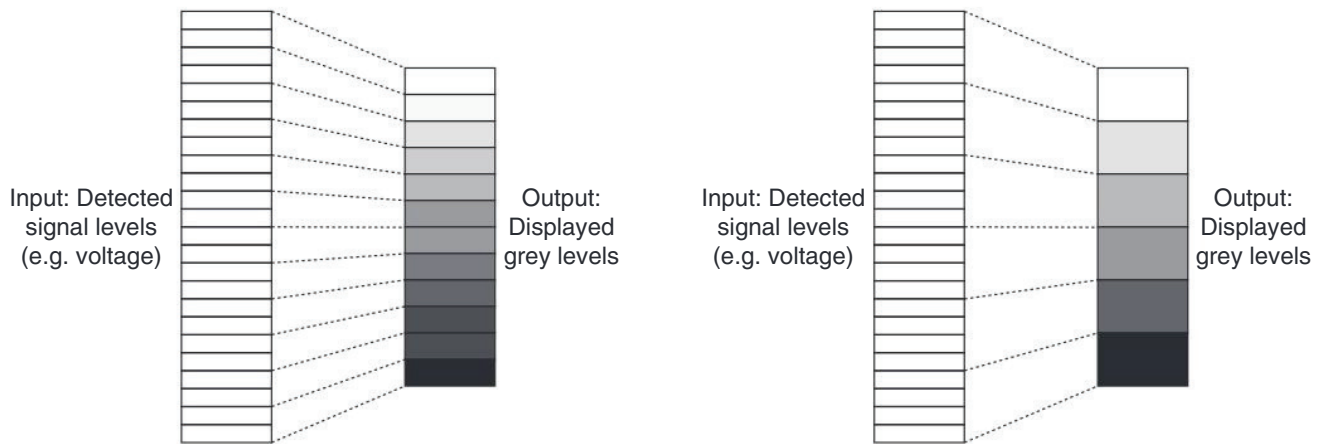 Input: Detected
signal levels
(e.g. voltage)
Output:
Displayed
grey levels
Input: Detected
signal levels
(e.g. voltage)
Output:
Displayed
grey levels